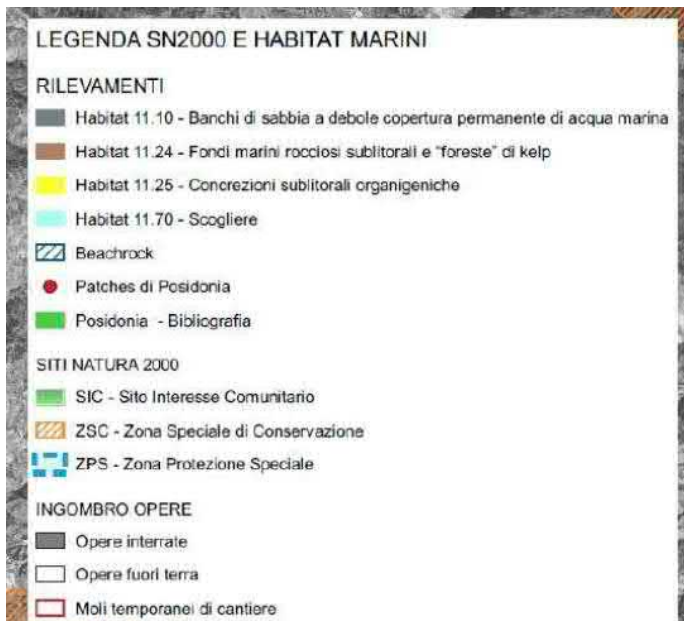 LEGENDA SN2000 E HABITAT MARINI
RILEVAMENTI
Habitat 11.10 - Banchi di sabbia a debole copertura permanente di acqua marina
Habitat 11.24 - Fondi marini rocciosi sublitorali e "foreste" di kelp
Habitat 11.25 - Concrezioni sublitorali organigeniche
Habitat 11.70 - Scogliere
Beachrock
Patches di Posidonia
Posidonia - Bibliografia
SITI NATURA 2000
SIC - Sito Interesse Comunitario
ZSC - Zona Speciale di Conservazione
ZPS - Zona Protezione Speciale
INGOMBRO OPERE
Opere interrate
Opere fuori terra
Moli temporanei di cantiere